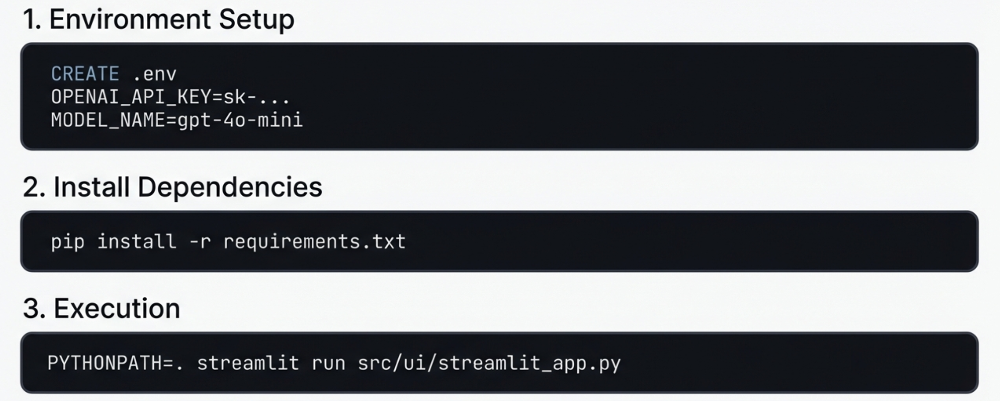 1. Environment Setup
CREATE .env
OPENAI_API_KEY=sk-...
MODEL_NAME=gpt-4o-mini
2. Install Dependencies
pip install -r requirements.txt
3. Execution
PYTHONPATH=. streamlit run src/ui/streamlit_app.py